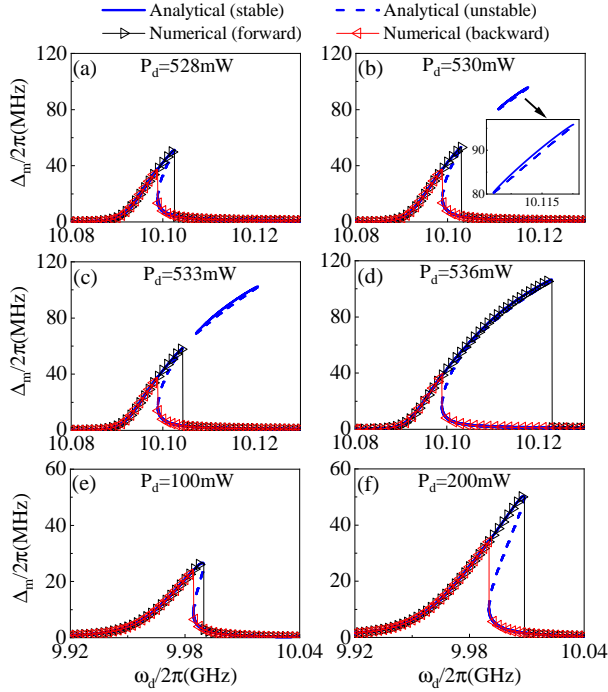 Analytical (stable) Analytical (unstable)
Numerical (forward) Numerical (backward)
(a) P_d=528mW
(b) P_d=530mW
Δ_m/2π(MHz)
120
80
40
0
10.08 10.10 10.12
120
80
40
0
10.08 10.10 10.12
90
80
10.115
(c) P_d=533mW
(d) P_d=536mW
Δ_m/2π(MHz)
120
80
40
0
10.08 10.10 10.12
120
80
40
0
10.08 10.10 10.12
(e) P_d=100mW
(f) P_d=200mW
Δ_m/2π(MHz)
60
40
20
0
9.92 9.98 10.04
60
40
20
0
9.92 9.98 10.04
ω_d/2π(GHz) ω_d/2π(GHz)